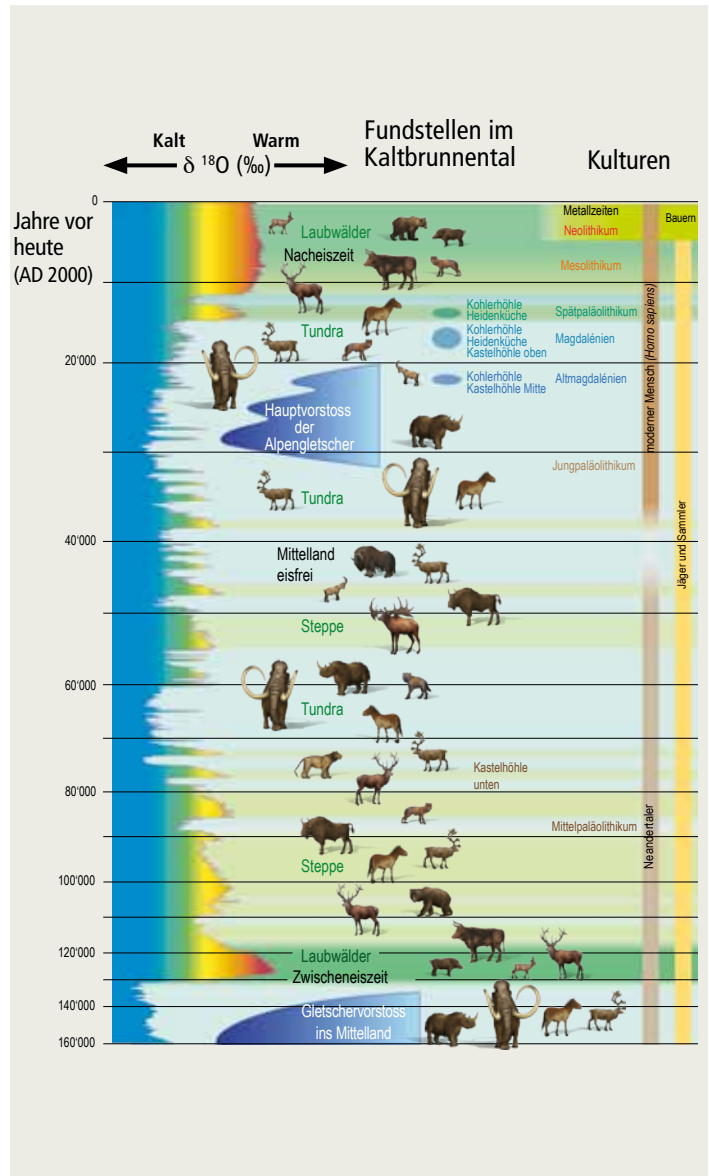 Kalt Warm
δ ¹⁸O (‰)
Fundstellen im
Kaltbrunnental
Kulturen
Jahre vor
heute
(AD 2000)
0
20'000
40'000
60'000
80'000
100'000
120'000
140'000
160'000
Laubwälder
Nacheiszeit
Tundra
Hauptvorstoss
der
Alpengletscher
Tundra
Mittelland
eisfrei
Steppe
Tundra
Steppe
Laubwälder
Zwischeneiszeit
Gletschervorstoss
ins Mittelland
Kohlerhöhle
Heidenküche
Kohlerhöhle
Heidenküche
Kastelhöhle oben
Kohlerhöhle
Kastelhöhle Mitte
Kastelhöhle
unten
Metallzeiten
Neolithikum
Mesolithikum
Spätpaläolithikum
Magdalénien
Altmagdalénien
Jungpaläolithikum
Mittelpaläolithikum
moderner Mensch (Homo sapiens)
Neandertaler
Bauern
Jäger und Sammler